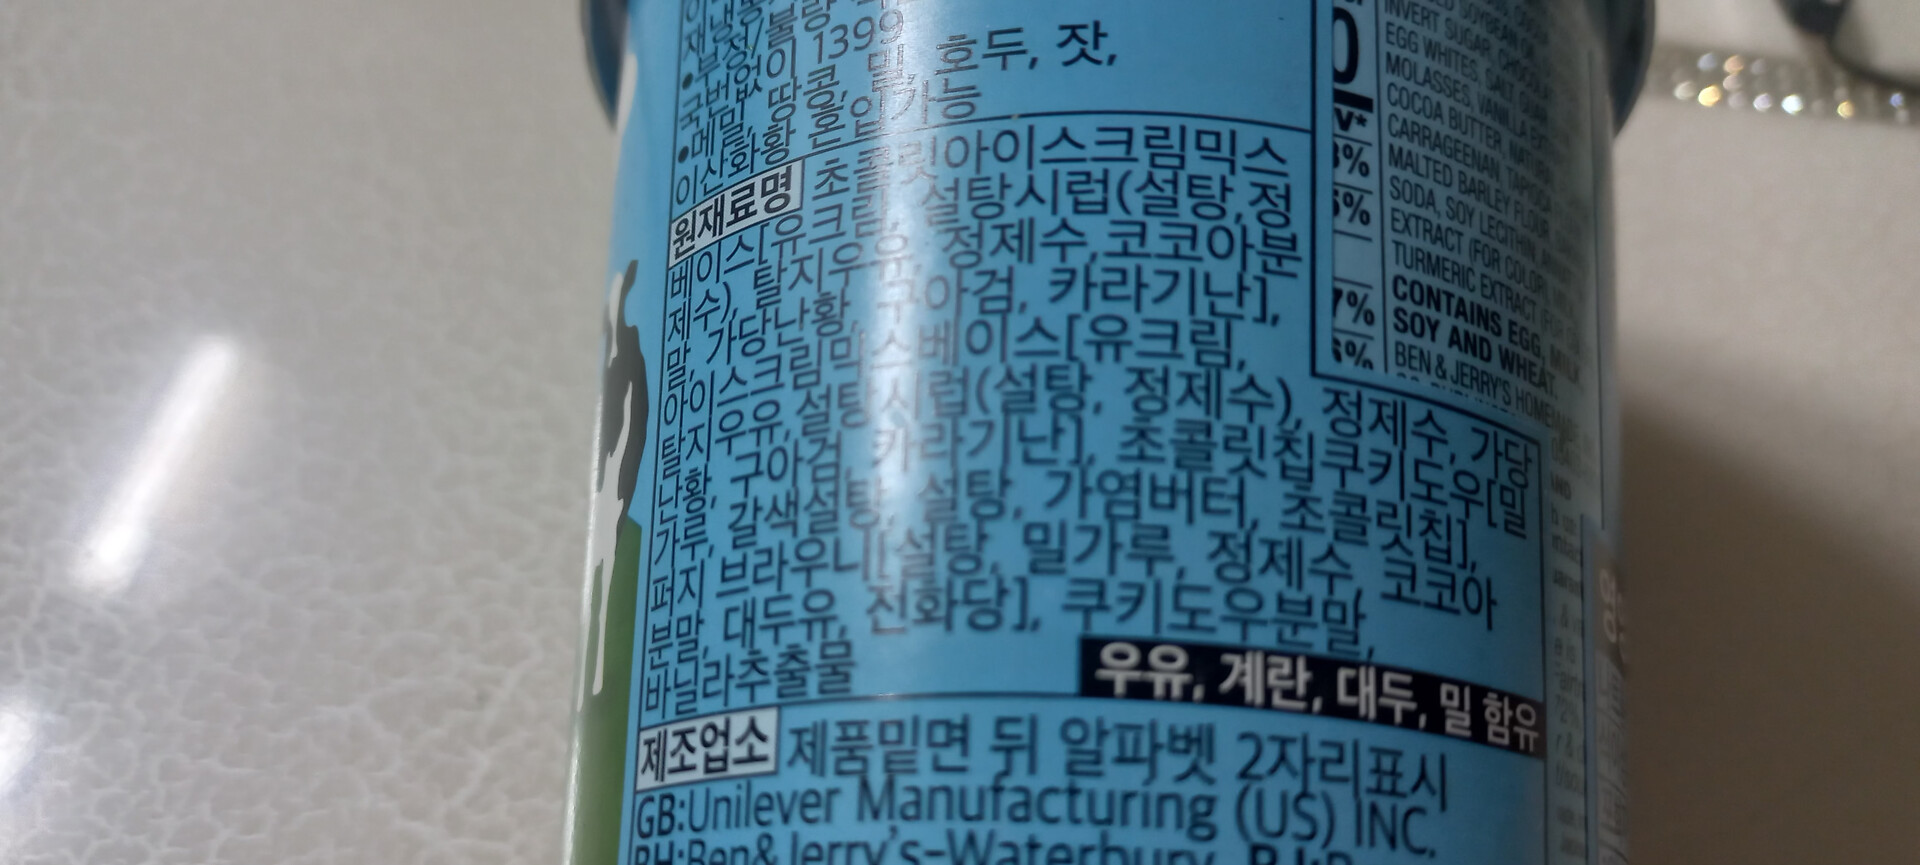 부정/불량
국번없이 1399
•메밀, 땅콩, 밀, 호두, 잣,
이산화황 혼입가능
원재료명 초콜릿아이스크림믹스
베이스[유크림, 설탕시럽(설탕,정
제수), 탈지우유, 정제수,코코아분
말, 가당난황, 구아검, 카라기난],
아이스크림믹스베이스[유크림,
탈지우유, 설탕시럽(설탕, 정제수), 정제수, 가당
난황, 구아검, 카라기난], 초콜릿칩쿠키도우[밀
가루, 갈색설탕, 설탕, 가염버터, 초콜릿칩],
퍼지 브라우니[설탕, 밀가루, 정제수, 코코아
분말, 대두유, 전화당], 쿠키도우분말,
바닐라추출물
우유, 계란, 대두, 밀 함유
제조업소 제품밑면 뒤 알파벳 2자리표시
GB:Unilever Manufacturing (US) INC,
BH:Ben&Jerry's-Waterbury,
0
V*
%
%
7%
%
INVERT SUGAR,
EGG WHITES, SALT,
MOLASSES, VANILLA
COCOA BUTTER,
CARRAGEENAN, TAPIOCA
MALTED BARLEY FLOUR,
SODA, SOY LECITHIN,
EXTRACT (FOR COLOR),
TURMERIC EXTRACT
CONTAINS EGG, MILK
SOY AND WHEAT.
BEN & JERRY'S